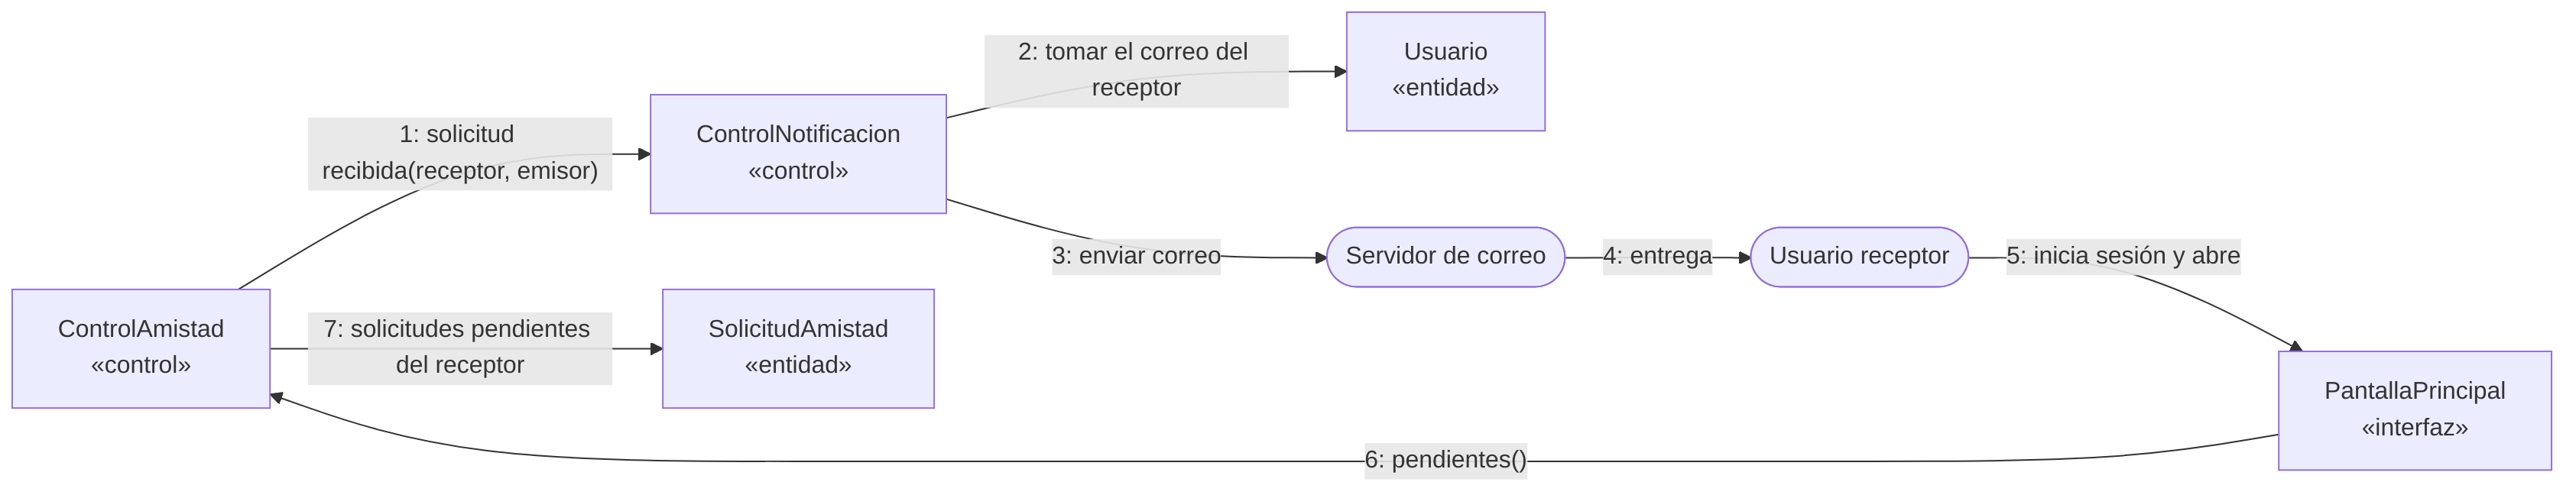 2: tomar el correo del
receptor
Usuario
«entidad»
1: solicitud
recibida(receptor, emisor)
ControlNotificacion
«control»
3: enviar correo
Servidor de correo
4: entrega
Usuario receptor
5: inicia sesión y abre
ControlAmistad
«control»
7: solicitudes pendientes
del receptor
SolicitudAmistad
«entidad»
PantallaPrincipal
«interfaz»
6: pendientes()